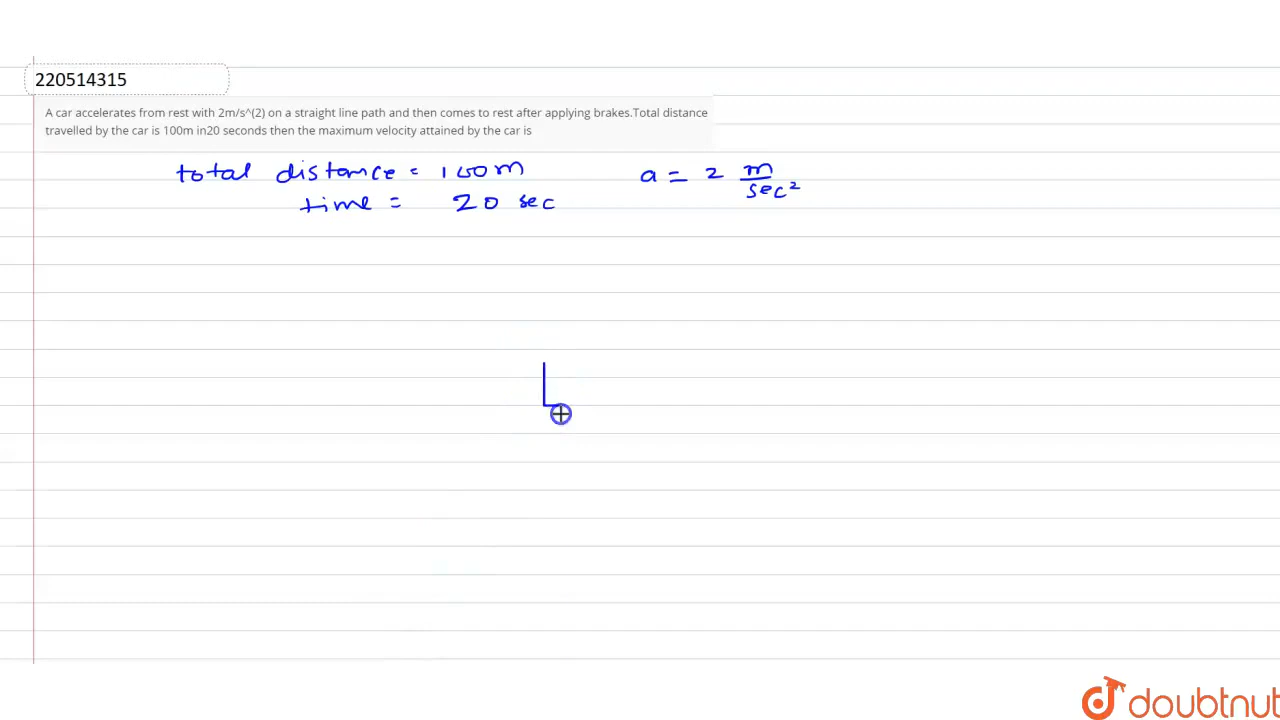 220514315
A car accelerates from rest with 2m/s^(2) on a straight line path and then comes to rest after applying brakes.Total distance
travelled by the car is 100m in20 seconds then the maximum velocity attained by the car is
total distance = 100m a = 2 m/sec²
time = 20 sec
doubtnut